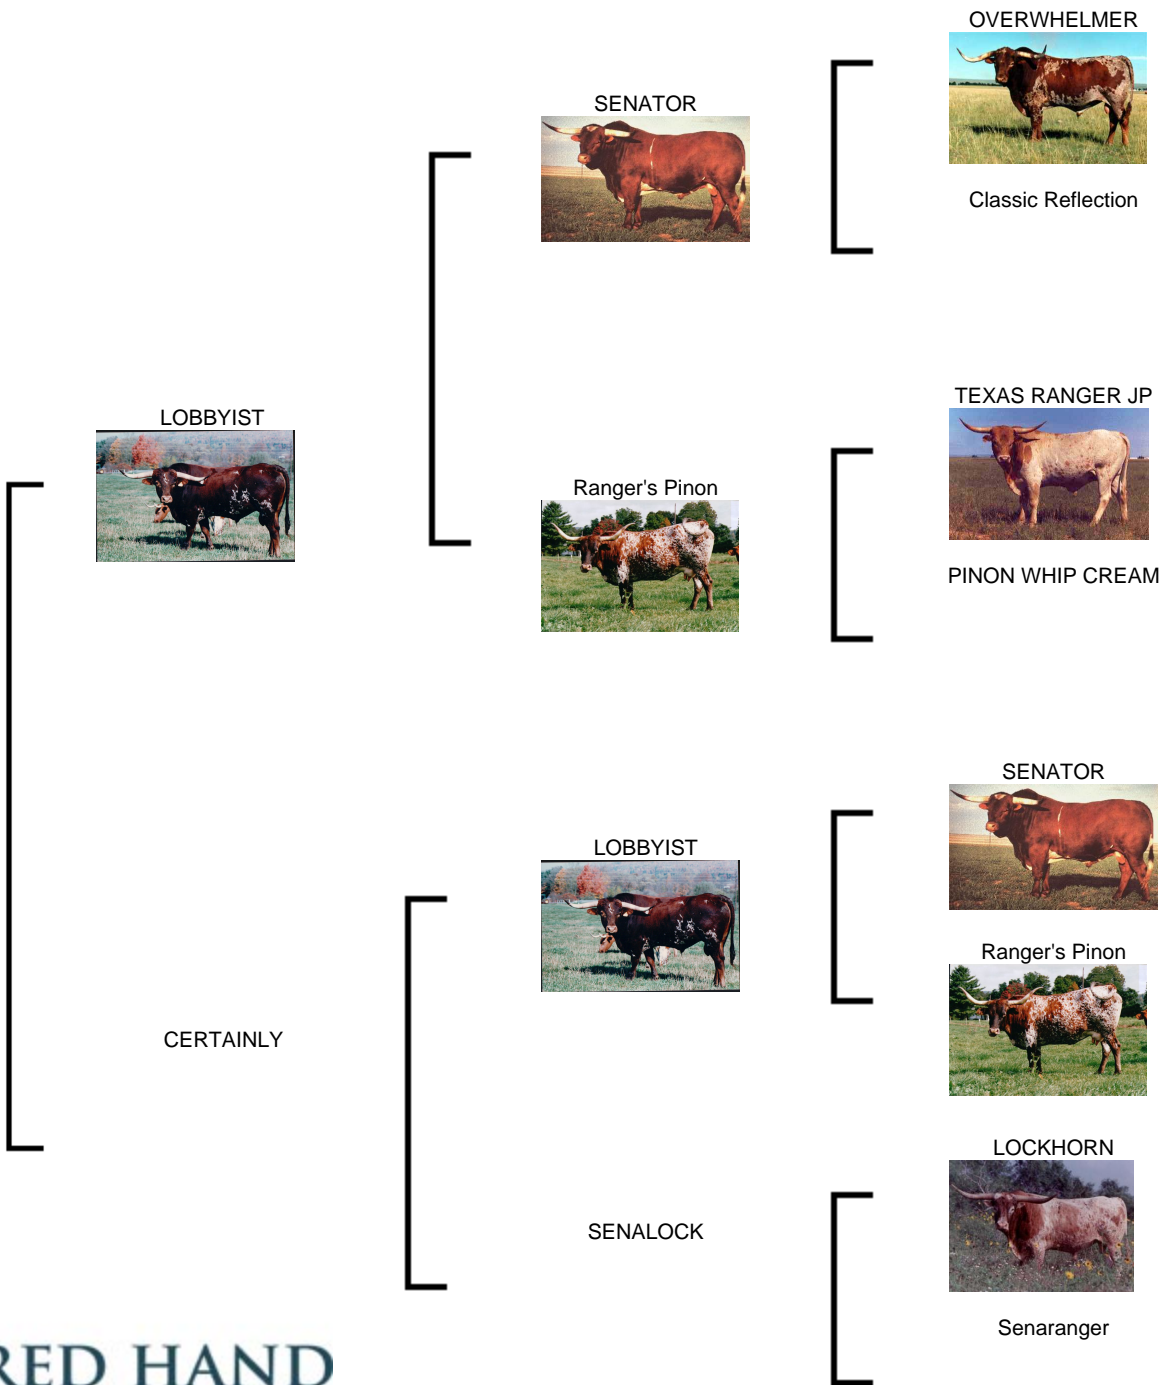 OVERWHELMER
SENATOR
Classic Reflection
TEXAS RANGER JP
LOBBYIST
Ranger's Pinon
PINON WHIP CREAM
SENATOR
LOBBYIST
Ranger's Pinon
CERTAINLY
LOCKHORN
SENALOCK
Senaranger
RED HAND